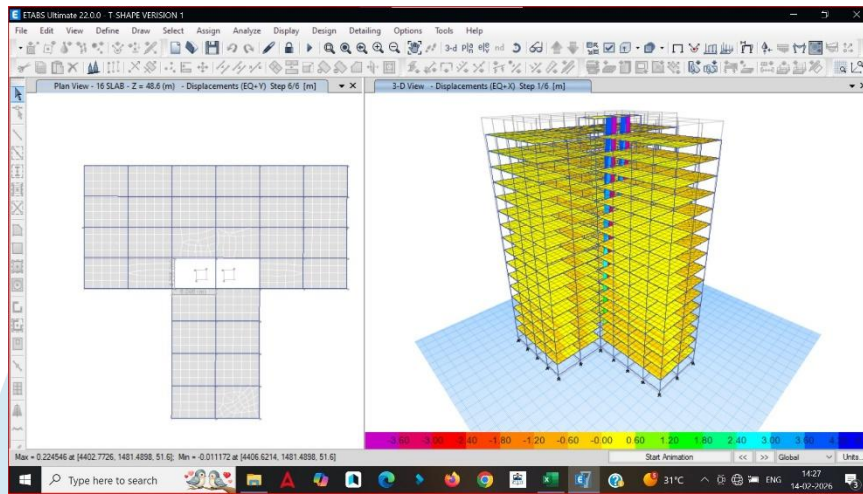 ETABS Ultimate 22.0.0 - T SHAPE VERISION 1
File Edit View Define Draw Select Assign Analyze Display Design Detailing Options Tools Help
3-d
Plan View - 16 SLAB - Z = 48.6 (m) - Displacements (EQ+Y) Step 6/6 [m]
3-D View - Displacements (EQ+X) Step 1/6 [m]
-3.60 -3.00 -2.40 -1.80 -1.20 -0.60 -0.00 0.60 1.20 1.80 2.40 3.00 3.60
Max = 0.224546 at [4402.7726, 1481.4898, 51.6]; Min = -0.011172 at [4406.6214, 1481.4898, 51.6]
Start Animation << >> Global Units...
Type here to search
31°C
ENG
14:27
14-02-2026